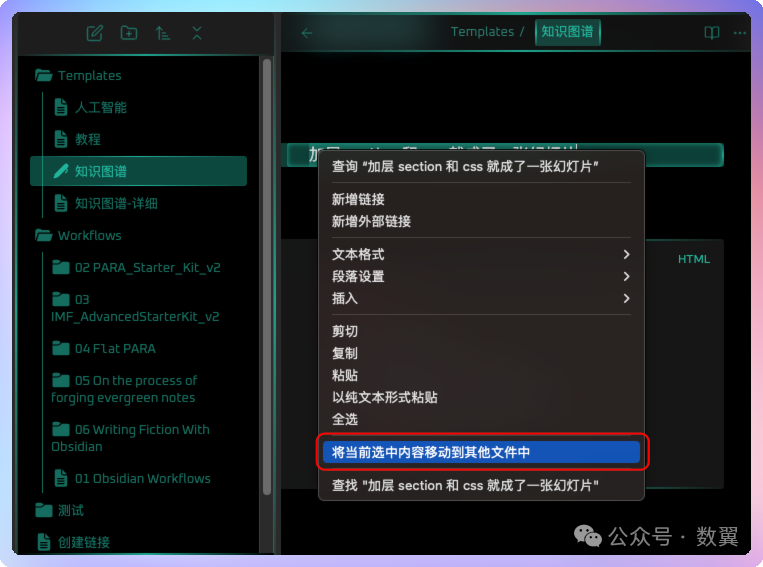 Templates /
知识图谱
Templates
人工智能
教程
知识图谱
知识图谱-详细
Workflows
02 PARA_Starter_Kit_v2
03
IMF_AdvancedStarterKit_v2
04 Flat PARA
05 On the process of
forging evergreen notes
06 Writing Fiction With
Obsidian
01 Obsidian Workflows
测试
创建链接
查询 “加层 section 和 css 就成了一张幻灯片”
新增链接
新增外部链接
文本格式
段落设置
插入
剪切
复制
粘贴
以纯文本形式粘贴
全选
将当前选中内容移动到其他文件中
查找 "加层 section 和 css 就成了一张幻灯片"
HTML
公众号 · 数翼